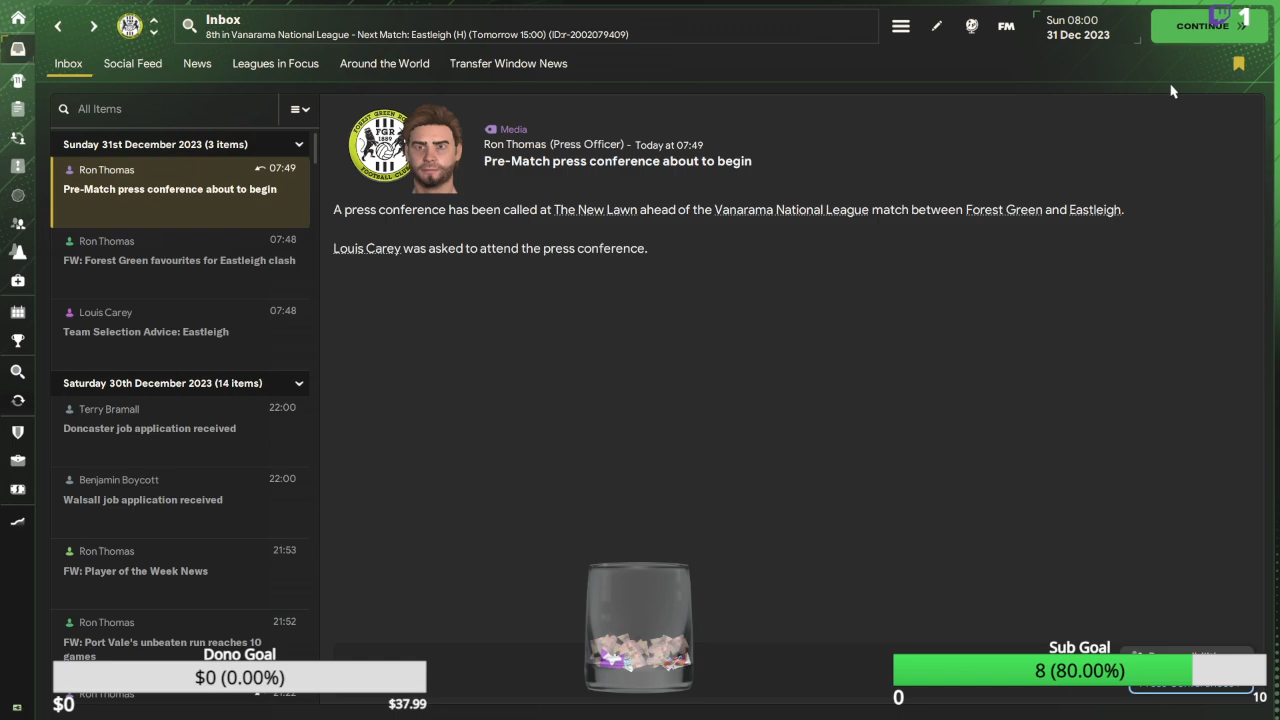 Inbox
8th in Vanarama National League - Next Match: Eastleigh (H) (Tomorrow 15:00) (ID:r-2002079409)
FM
Sun 08:00
31 Dec 2023
CONTINUE
1
Inbox
Social Feed
News
Leagues in Focus
Around the World
Transfer Window News
All Items
Sunday 31st December 2023 (3 items)
Ron Thomas
07:49
Pre-Match press conference about to begin
Ron Thomas
07:48
FW: Forest Green favourites for Eastleigh clash
Louis Carey
07:48
Team Selection Advice: Eastleigh
Saturday 30th December 2023 (14 items)
Terry Bramall
22:00
Doncaster job application received
Benjamin Boycott
22:00
Walsall job application received
Ron Thomas
21:53
FW: Player of the Week News
Ron Thomas
21:52
FW: Port Vale's unbeaten run reaches 10
games
Ron Thomas
FGR
1889
Media
Ron Thomas (Press Officer) - Today at 07:49
Pre-Match press conference about to begin
A press conference has been called at The New Lawn ahead of the Vanarama National League match between Forest Green and Eastleigh.
Louis Carey was asked to attend the press conference.
Dono Goal
$0 (0.00%)
$0
$37.99
Sub Goal
8 (80.00%)
0
10